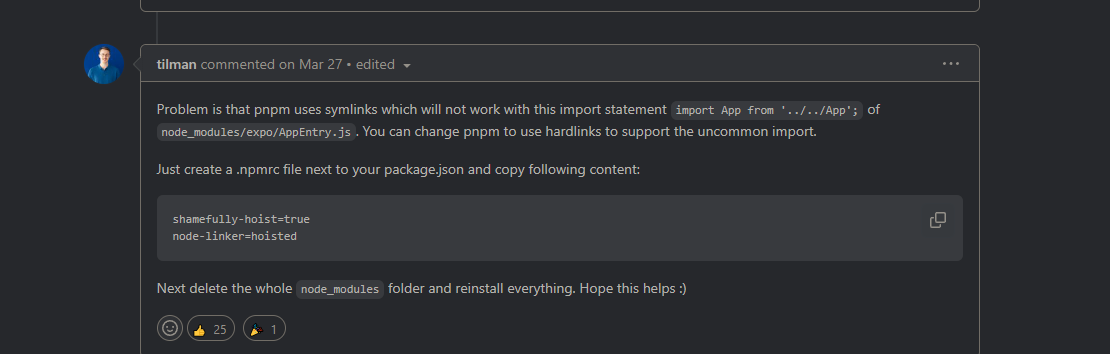 tilman commented on Mar 27 • edited
Problem is that pnpm uses symlinks which will not work with this import statement import App from '../../App'; of
node_modules/expo/AppEntry.js. You can change pnpm to use hardlinks to support the uncommon import.
Just create a .npmrc file next to your package.json and copy following content:
shamefully-hoist=true
node-linker=hoisted
Next delete the whole node_modules folder and reinstall everything. Hope this helps :)
25 1